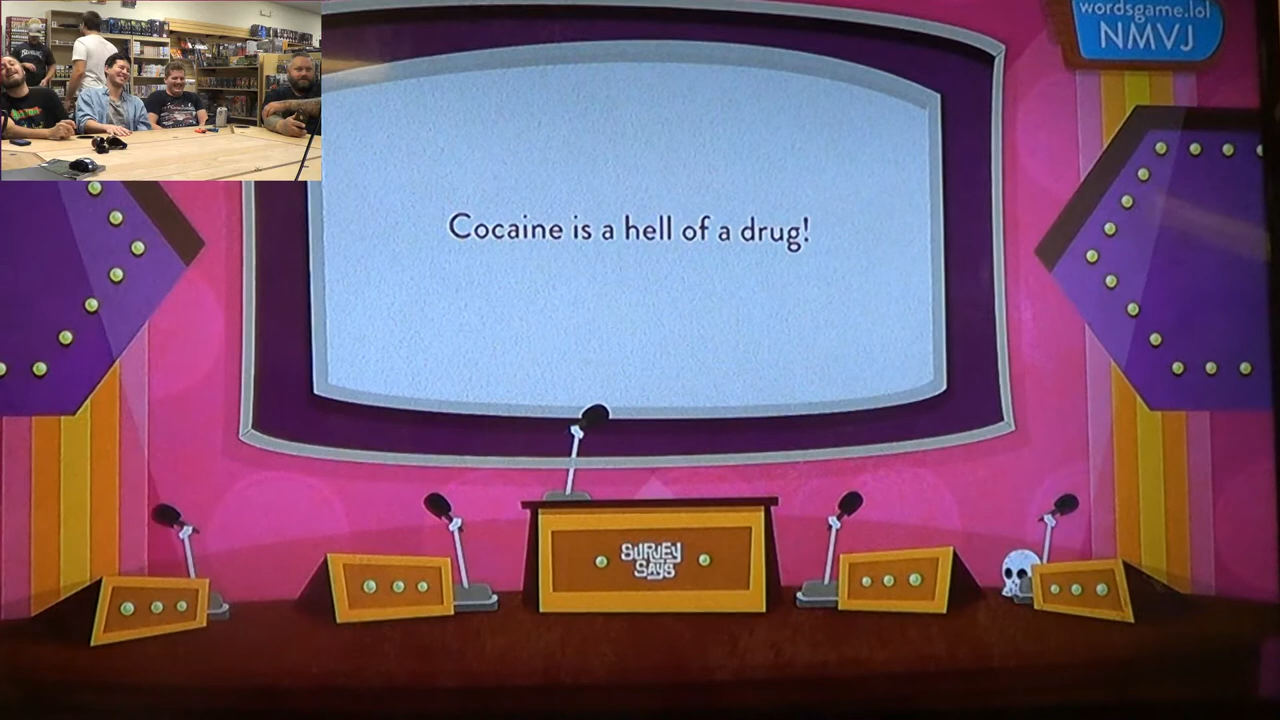 wordsgame.lol
NMVJ
Cocaine is a hell of a drug!
SURVEY
SAYS